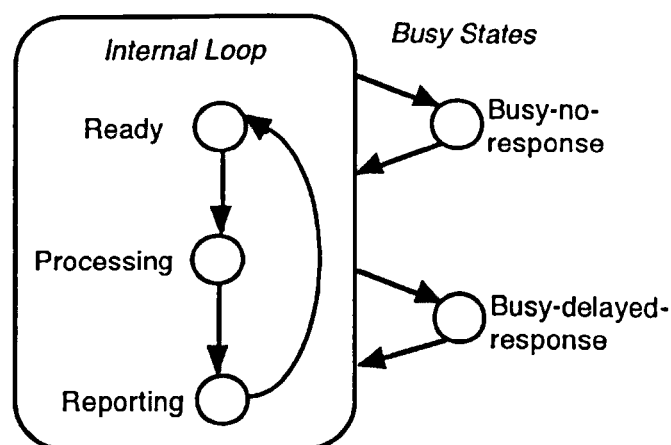 Internal Loop
Busy States
Ready
Processing
Reporting
Busy-no-
response
Busy-delayed-
response